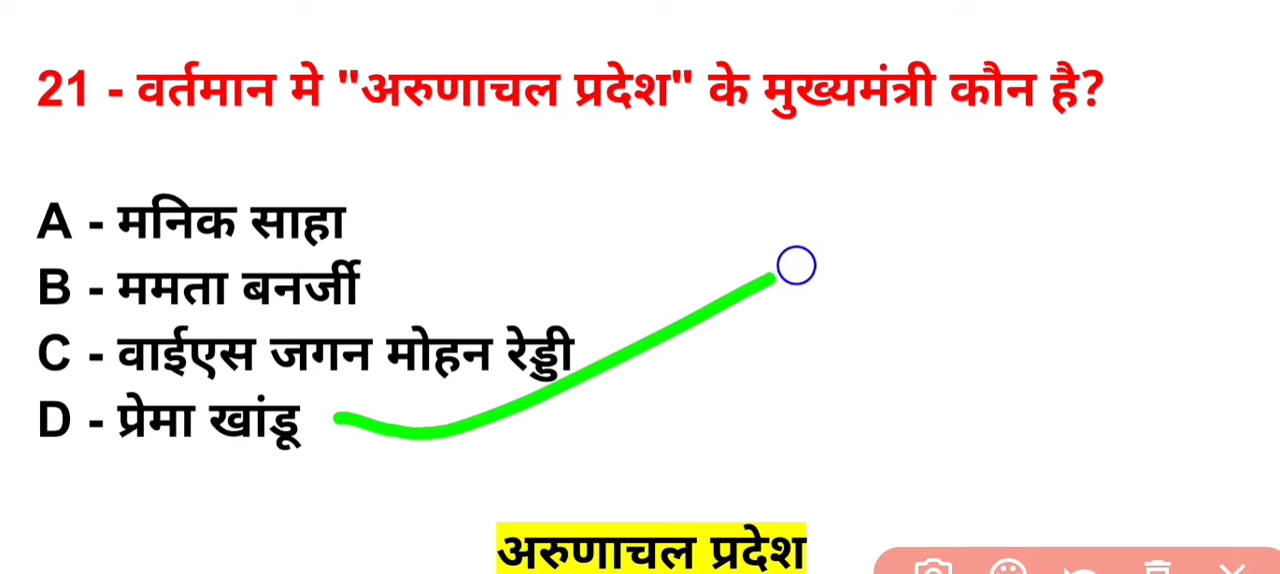 21 - वर्तमान मे "अरुणाचल प्रदेश" के मुख्यमंत्री कौन है?
A - मनिक साहा
B - ममता बनर्जी
C - वाईएस जगन मोहन रेड्डी
D - प्रेमा खांडू
अरुणाचल प्रदेश